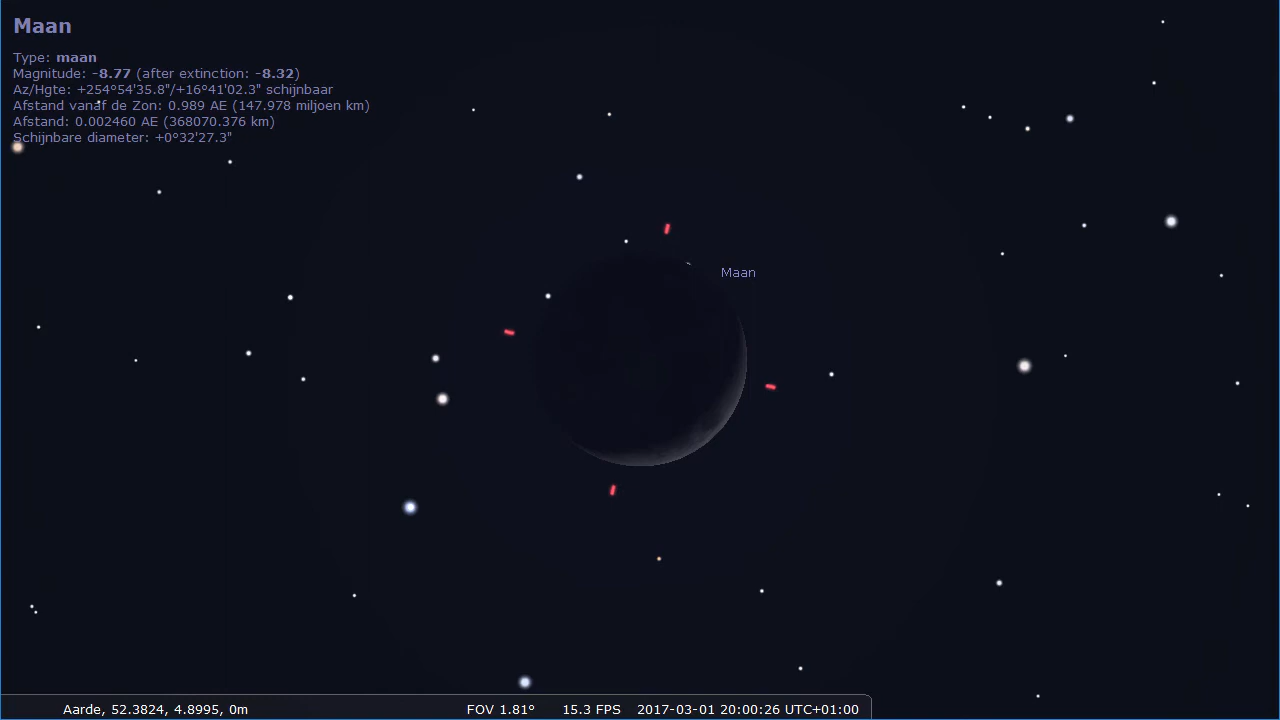 Maan
Type: maan
Magnitude: -8.77 (after extinction: -8.32)
Az/Hgte: +254°54'35.8"/+16°41'02.3" schijnbaar
Afstand vanaf de Zon: 0.989 AE (147.978 miljoen km)
Afstand: 0.002460 AE (368070.376 km)
Schijnbare diameter: +0°32'27.3"
Maan
Aarde, 52.3824, 4.8995, 0m FOV 1.81° 15.3 FPS 2017-03-01 20:00:26 UTC+01:00